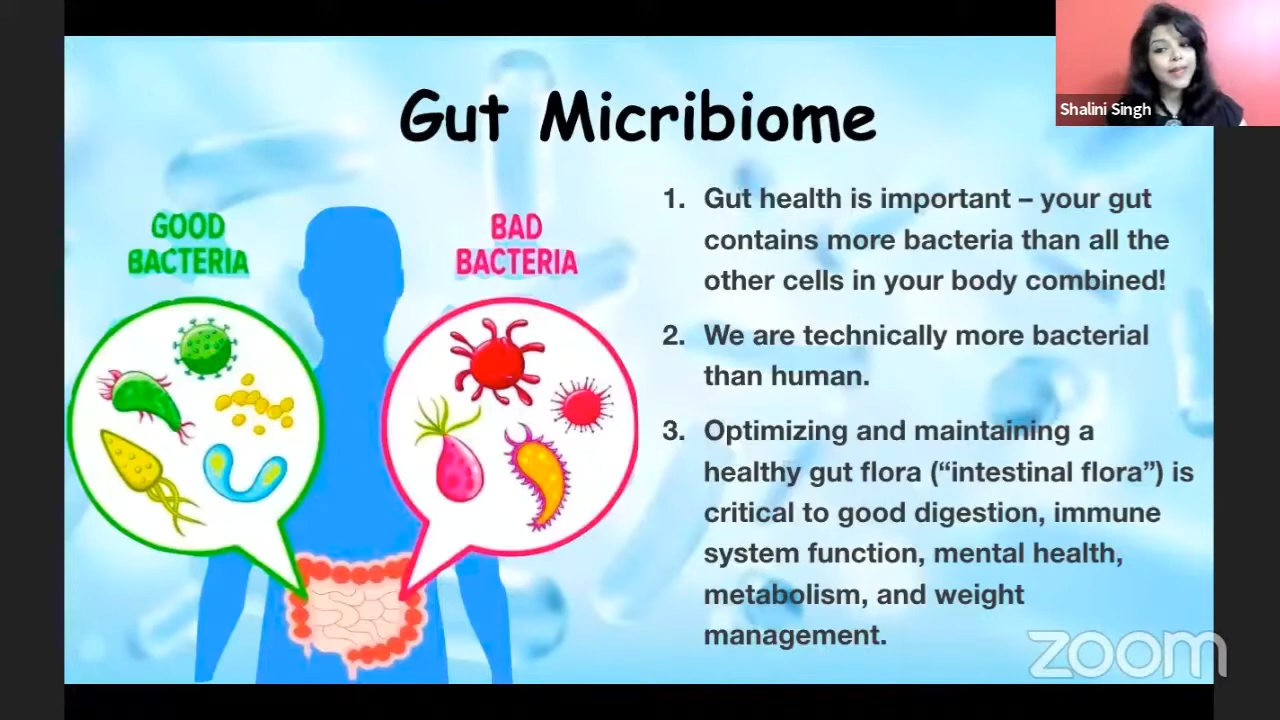 Gut Micribiome
Shalini Singh
GOOD
BACTERIA
BAD
BACTERIA
1. Gut health is important – your gut
contains more bacteria than all the
other cells in your body combined!
2. We are technically more bacterial
than human.
3. Optimizing and maintaining a
healthy gut flora (“intestinal flora”) is
critical to good digestion, immune
system function, mental health,
metabolism, and weight
management.
zoom